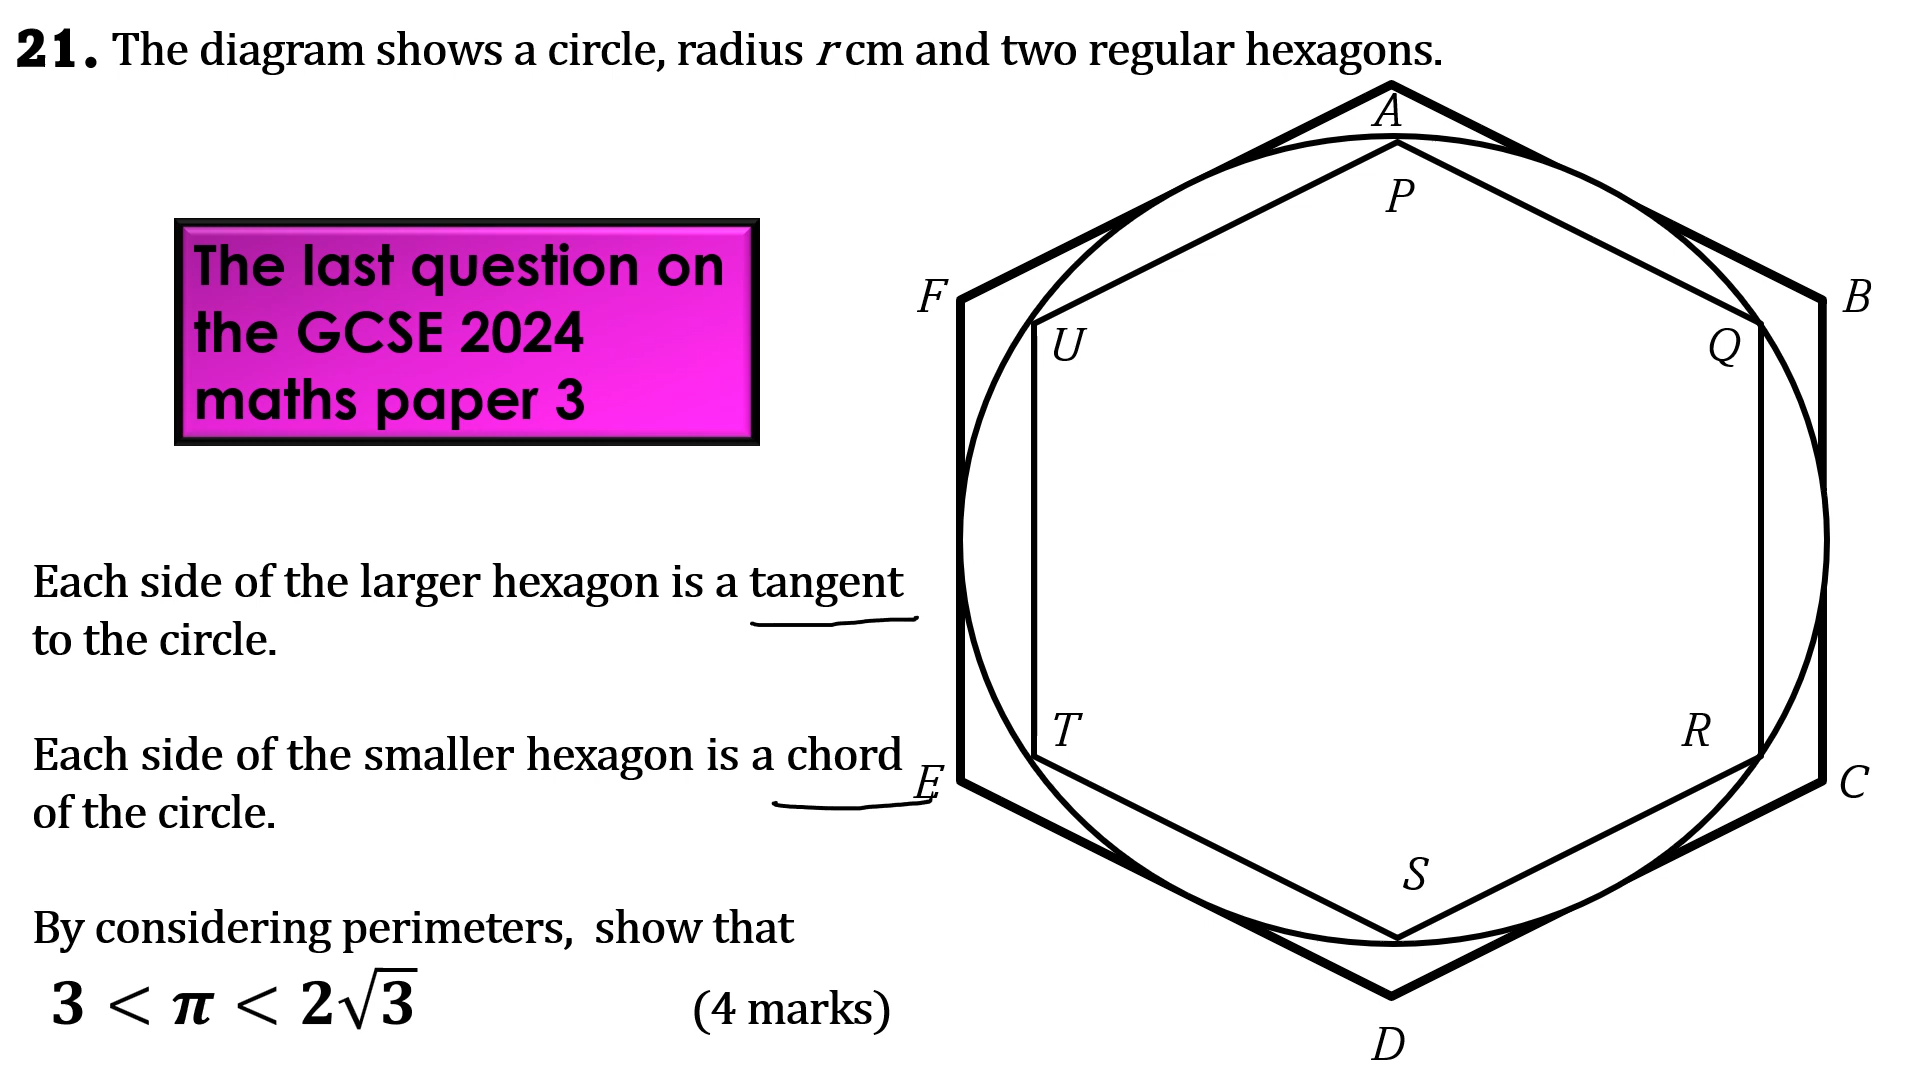 21. The diagram shows a circle, radius r cm and two regular hexagons.
A
P
The last question on
the GCSE 2024
maths paper 3
F
B
U
Q
Each side of the larger hexagon is a tangent
to the circle.
T
R
Each side of the smaller hexagon is a chord
E
C
of the circle.
S
By considering perimeters, show that
3 < π < 2√3 (4 marks)
D